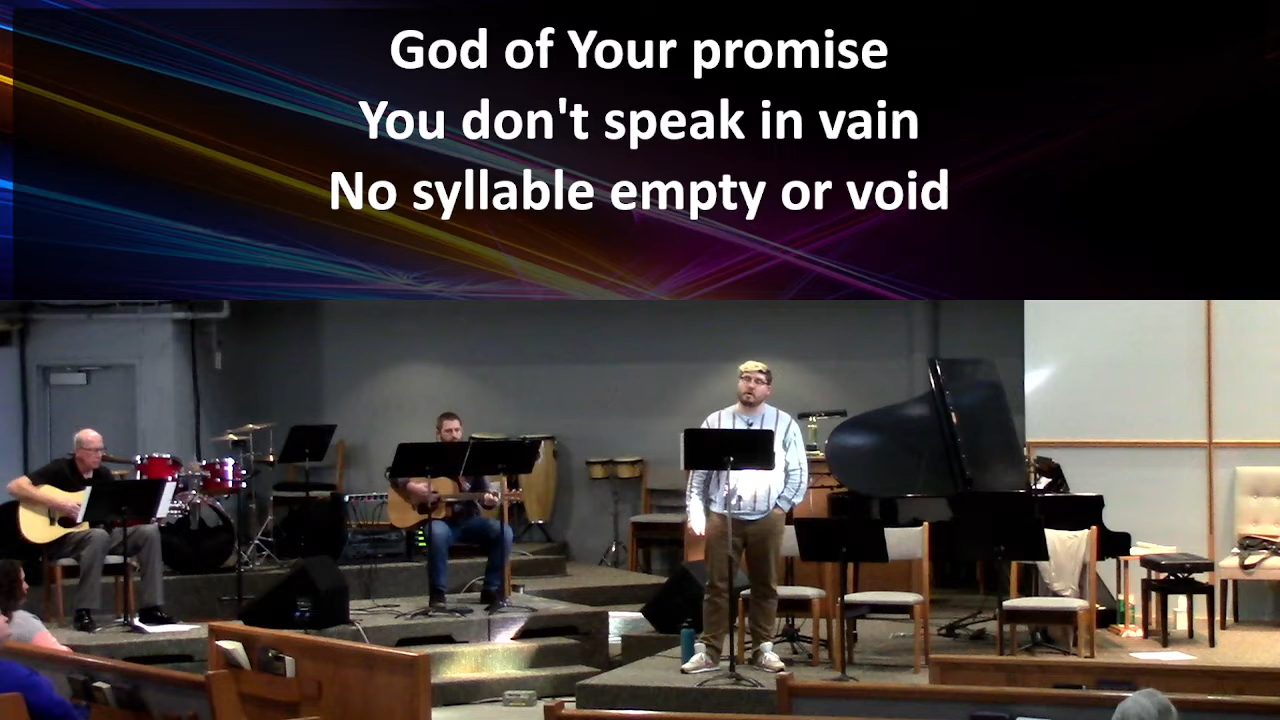 God of Your promise
You don't speak in vain
No syllable empty or void